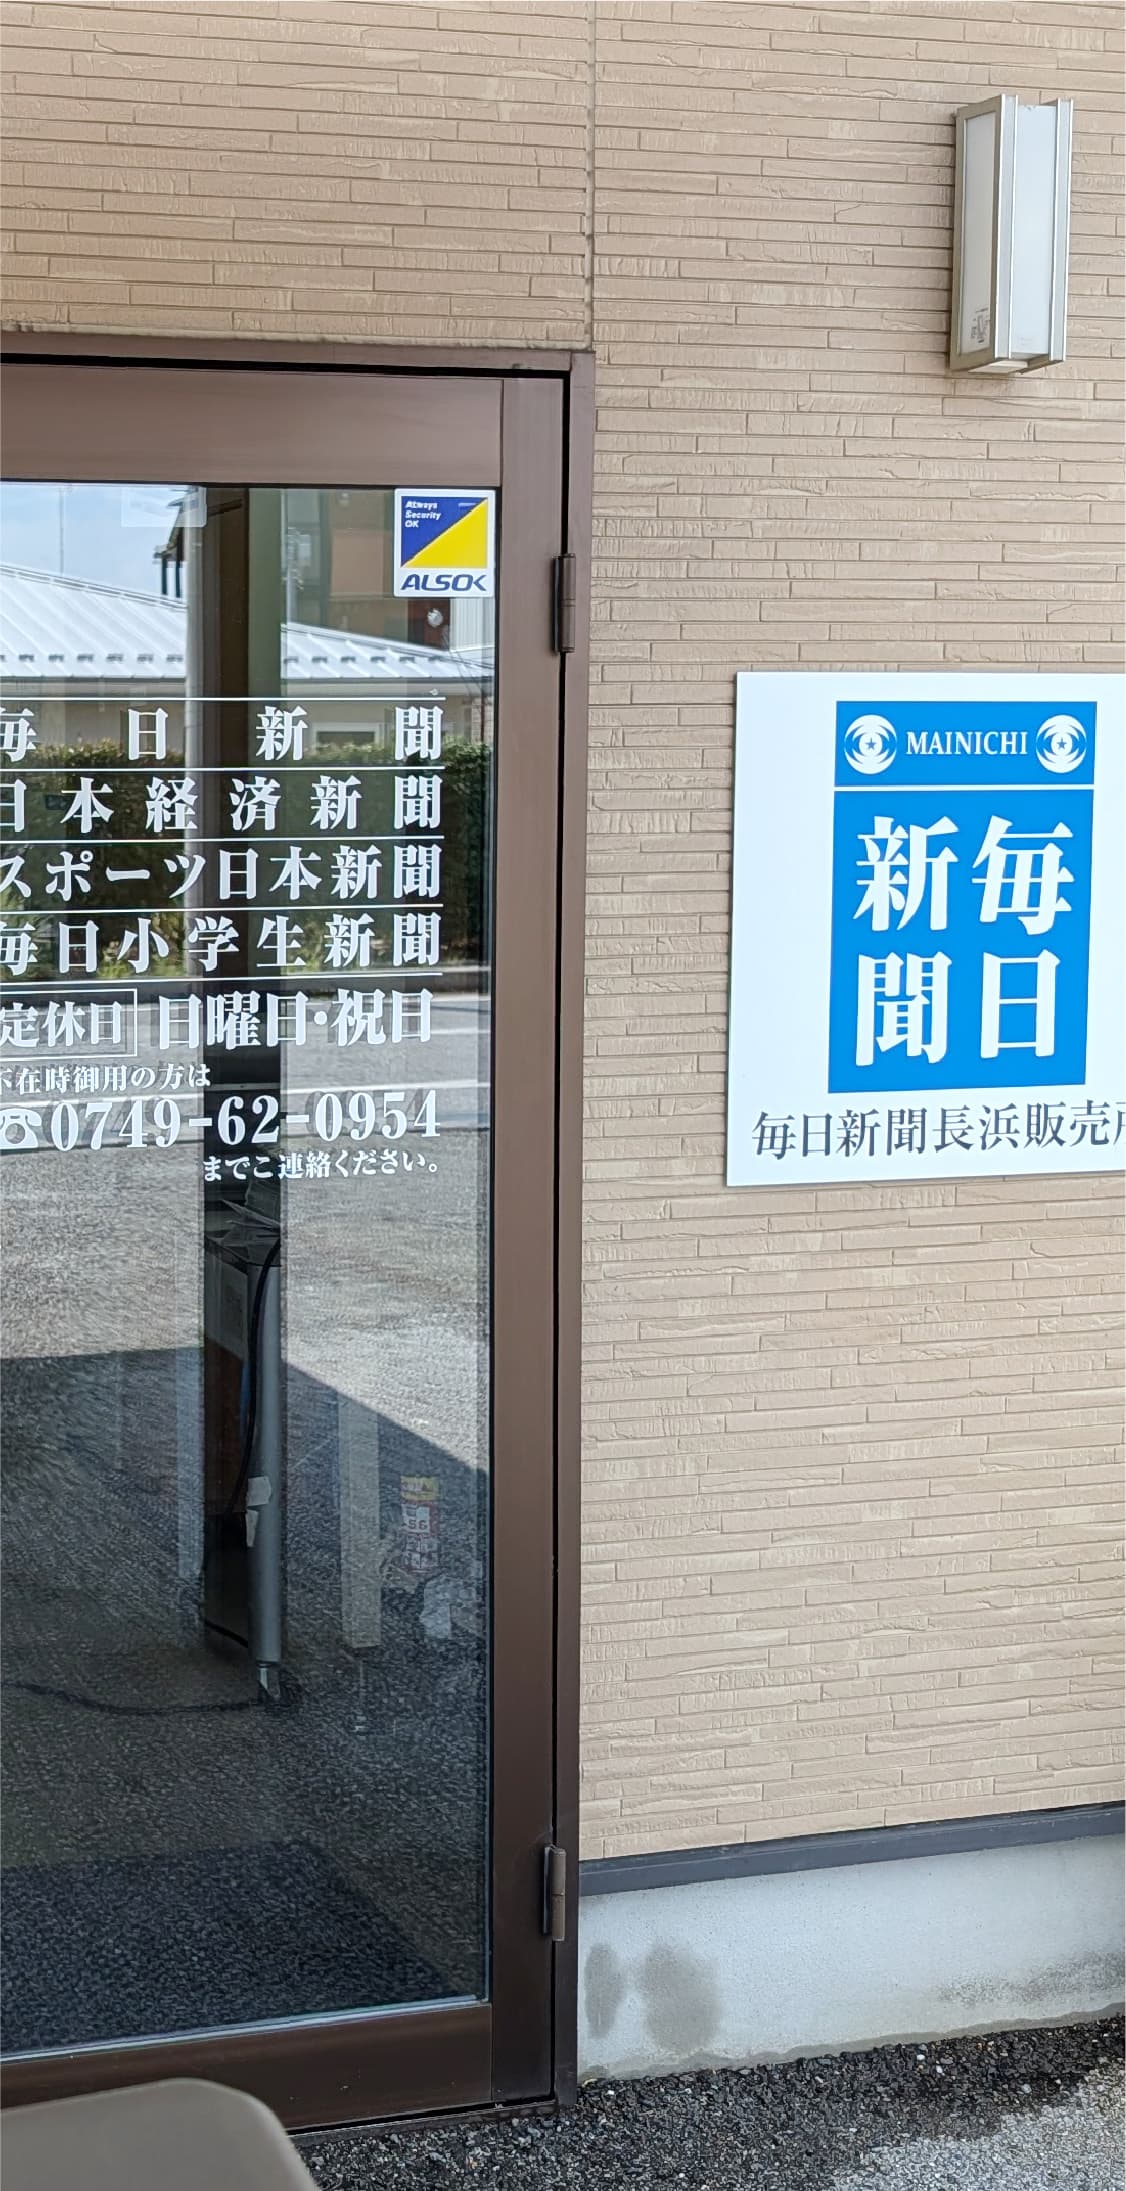 Always
Security
OK
ALSOK
毎日新聞
日本経済新聞
スポーツ日本新聞
毎日小学生新聞
定休日 日曜日・祝日
不在時御用の方は
☎0749-62-0954
までご連絡ください。
MAINICHI
毎日
新聞
毎日新聞長浜販売所